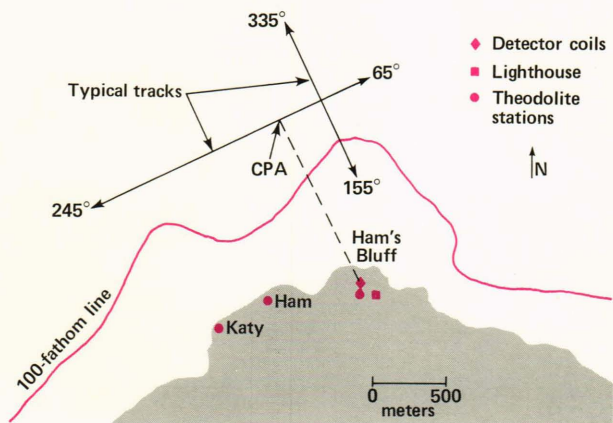 335°
65°
Typical tracks
CPA
245°
155°
Detector coils
Lighthouse
Theodolite
stations
N
Ham's
Bluff
Ham
Katy
100-fathom line
0 500
meters